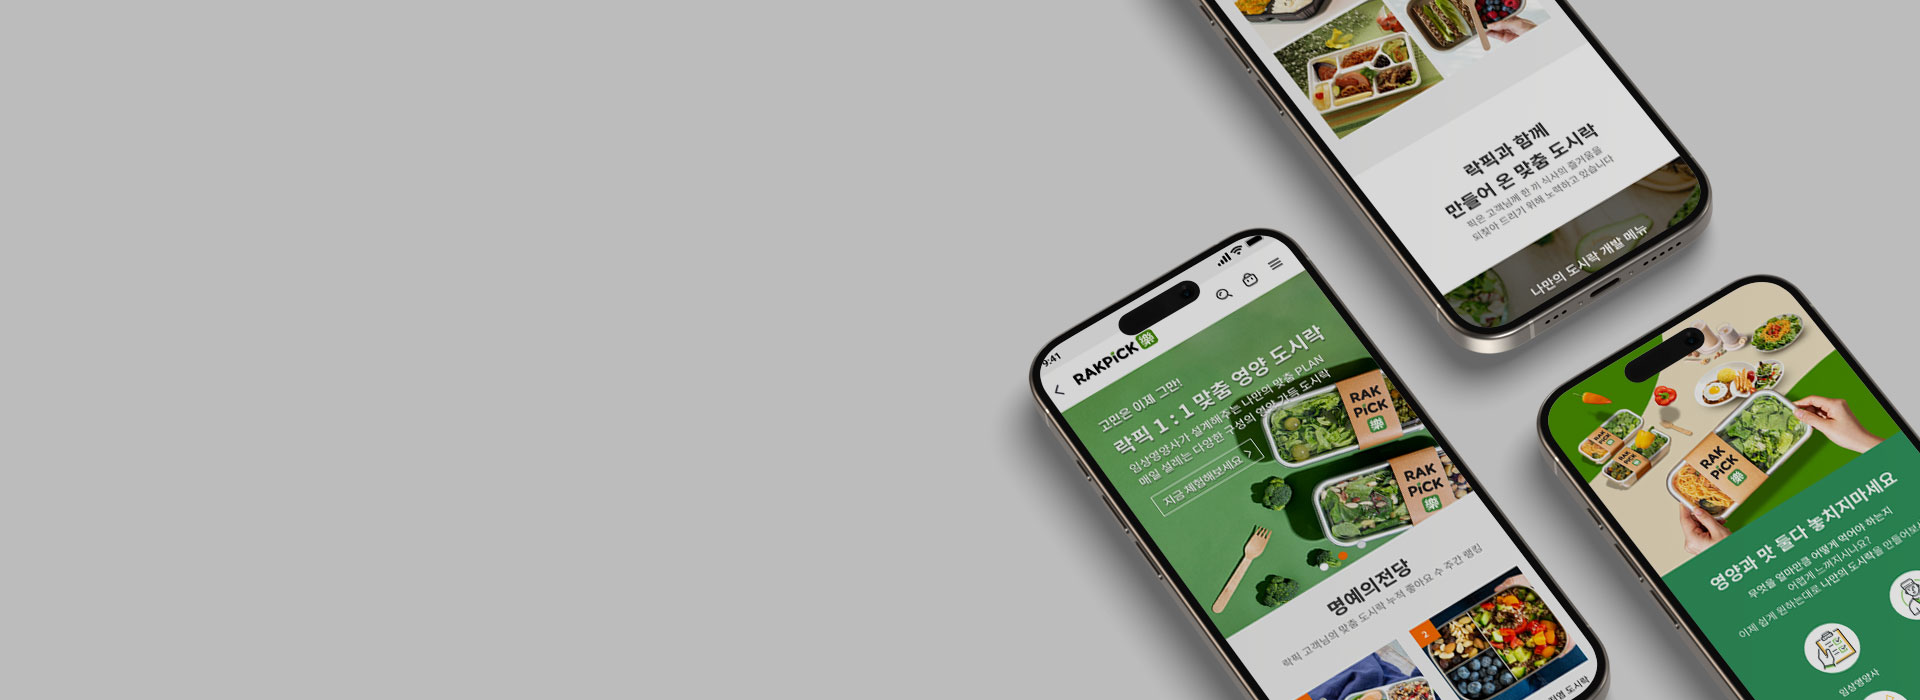 락픽과 함께
만들어 온 맞춤 도시락
픽은 고객님께 한 끼 식사의 즐거움을
되찾아 드리기 위해 노력하고 있습니다
나만의 도시락 개발 메뉴
9:41
RAKPiCK 樂
고민은 이제 그만!
락픽 1 : 1 맞춤 영양 도시락
임상영양사가 설계해주는 나만의 맞춤 PLAN
매일 설레는 다양한 구성의 영양 가득 도시락
지금 체험해보세요 >
RAK
PiCK
樂
RAK
PiCK
樂
명예의전당
락픽 고객님의 맞춤 도시락 누적 좋아요 수 주간 랭킹
2
도시락
RAK
PiCK
樂
영양과 맛 둘다 놓치지마세요
무엇을 얼마만큼 어떻게 먹어야 하는지
어렵게 느끼지시나요?
이제 쉽게 원하는대로 나만의 도시락을 만들어보
임상영양사